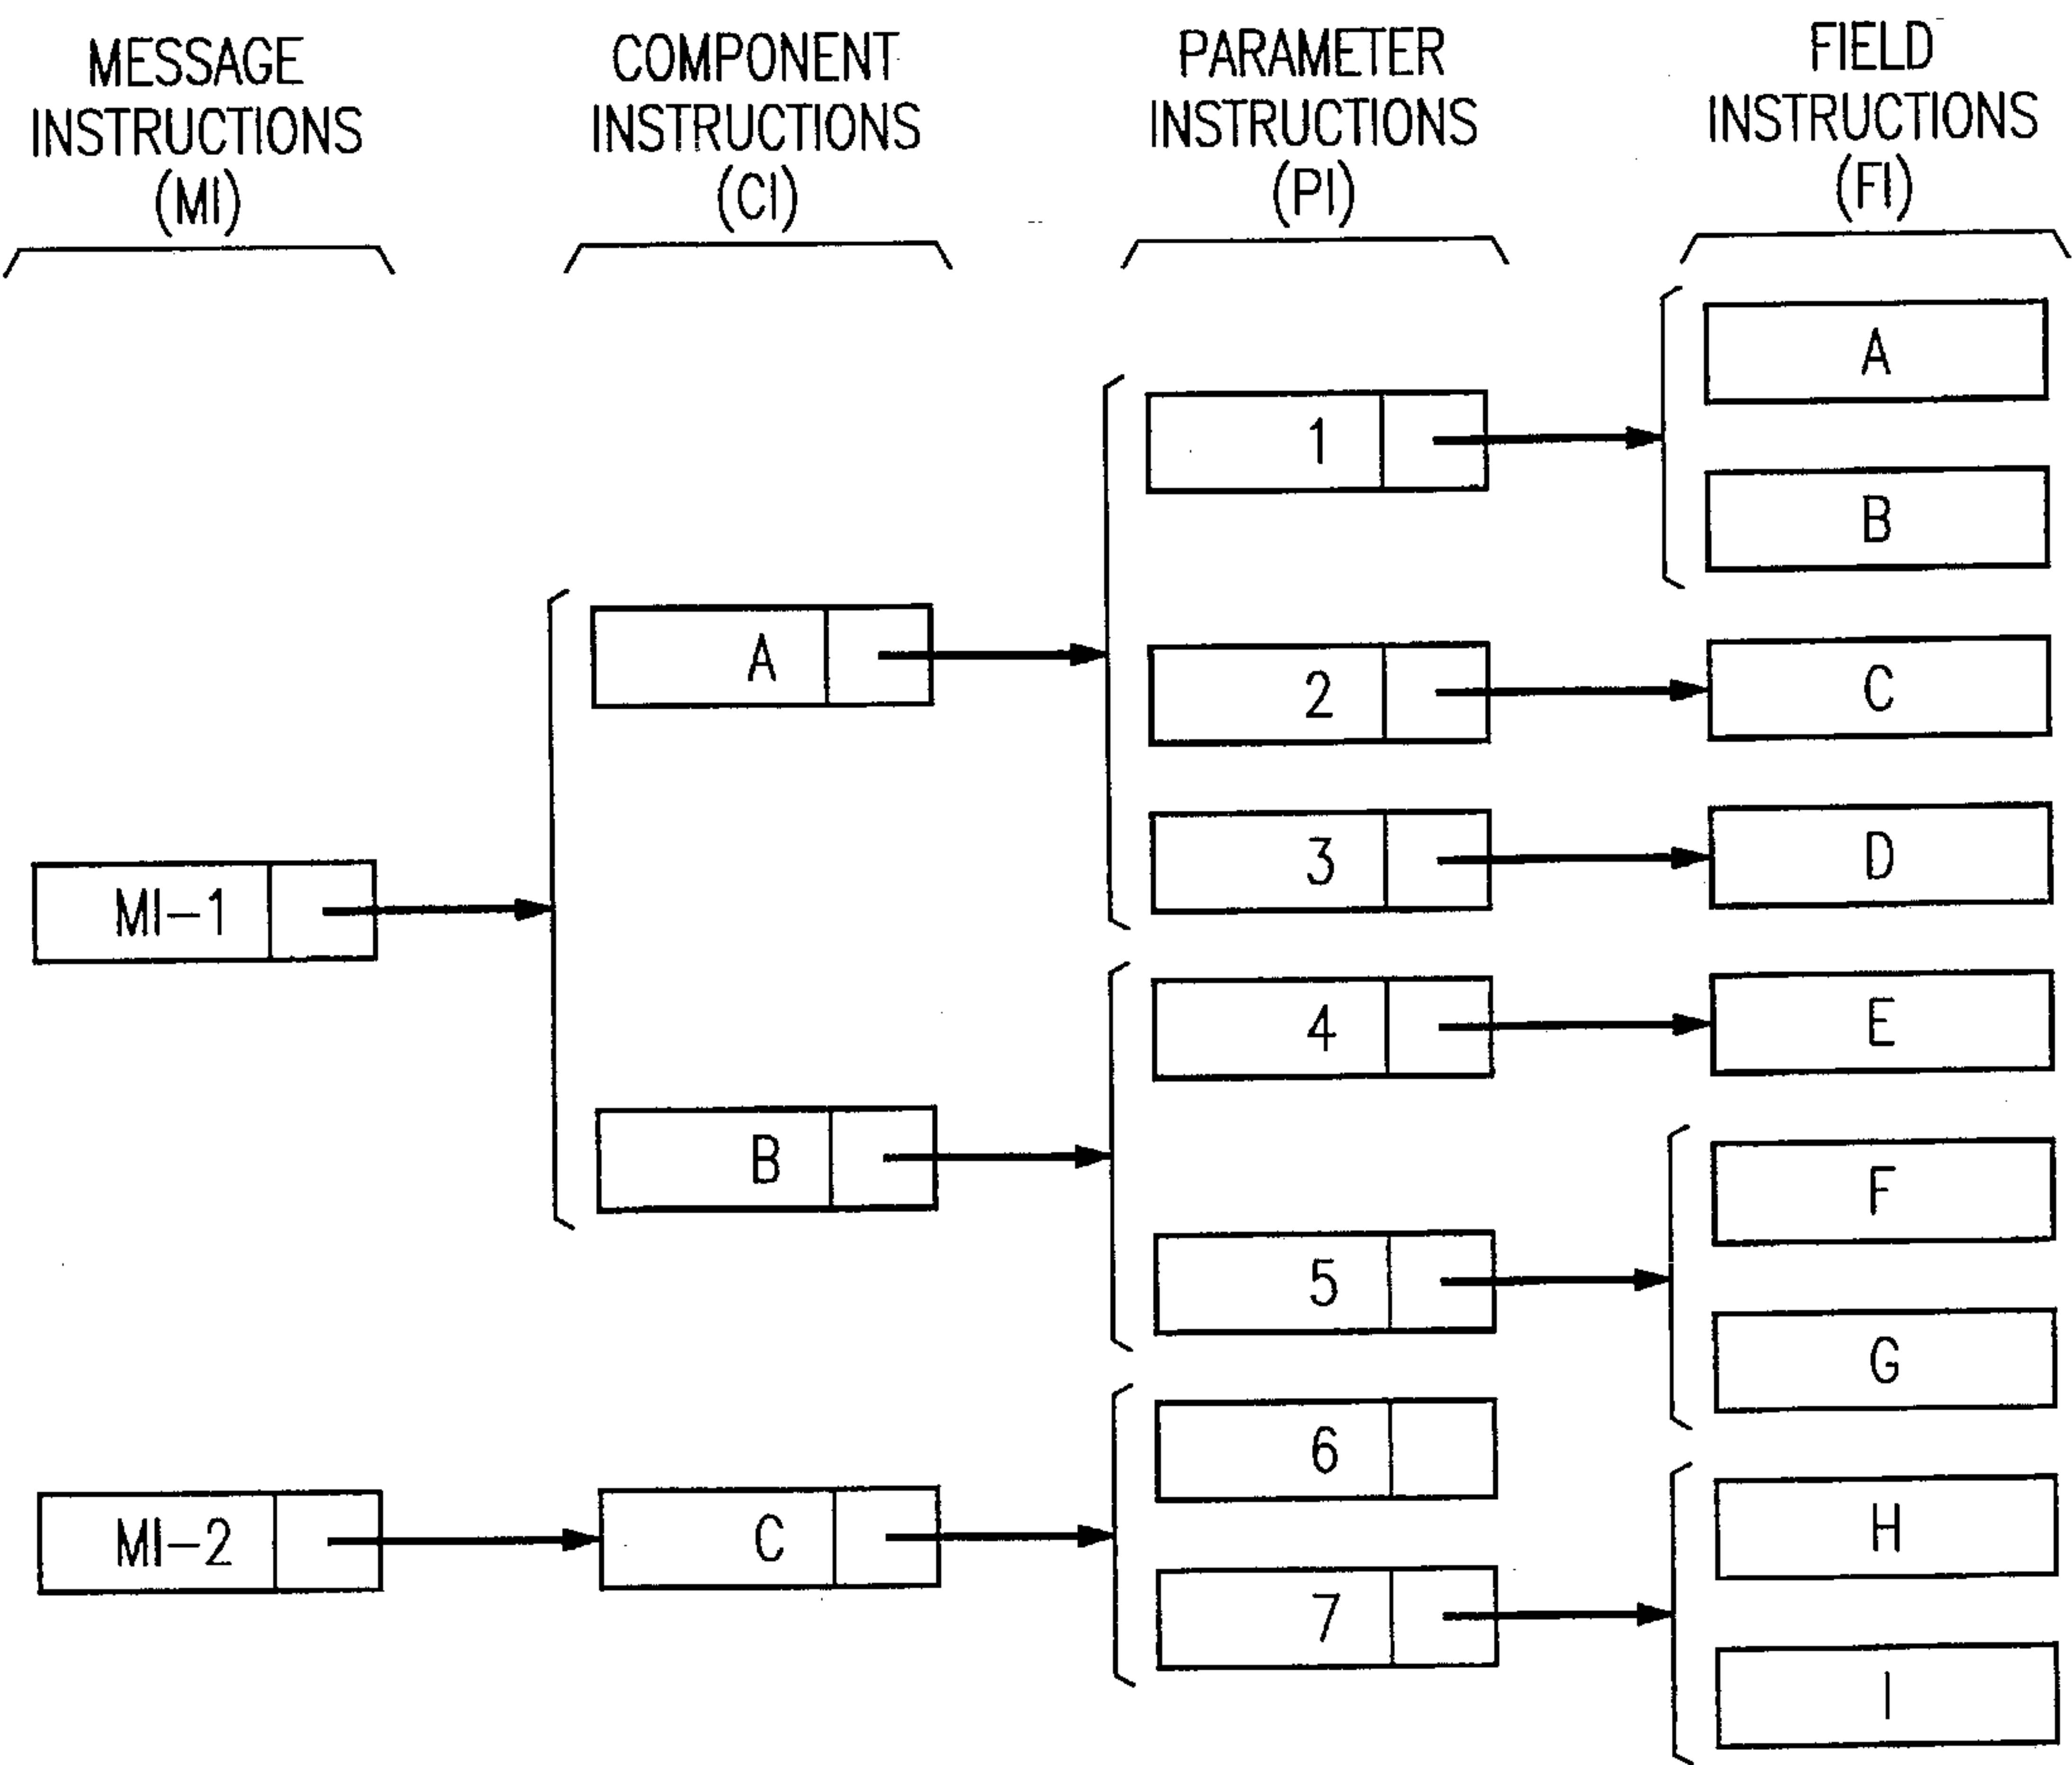 MESSAGE
INSTRUCTIONS
(MI)
COMPONENT
INSTRUCTIONS
(CI)
PARAMETER
INSTRUCTIONS
(PI)
FIELD
INSTRUCTIONS
(FI)
MI-1
MI-2
A
B
C
1
2
3
4
5
6
7
A
B
C
D
E
F
G
H
I